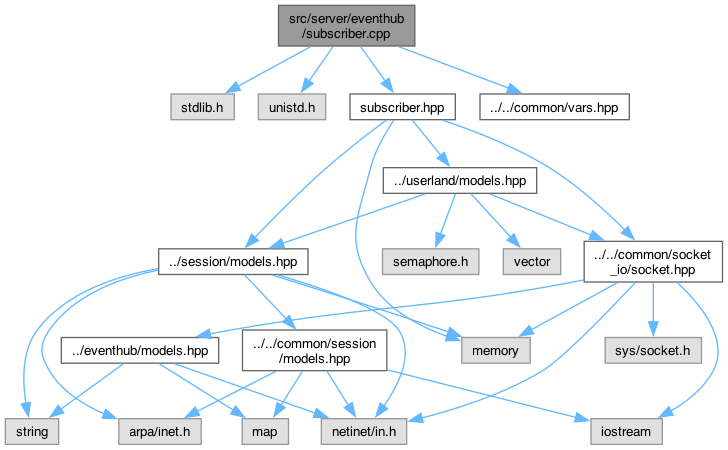 src/server/eventhub
/subscriber.cpp
stdlib.h
unistd.h
subscriber.hpp
../../common/vars.hpp
../userland/models.hpp
../session/models.hpp
semaphore.h
vector
../../common/socket
_io/socket.hpp
../eventhub/models.hpp
../../common/session
/models.hpp
memory
sys/socket.h
string
arpa/inet.h
map
netinet/in.h
iostream